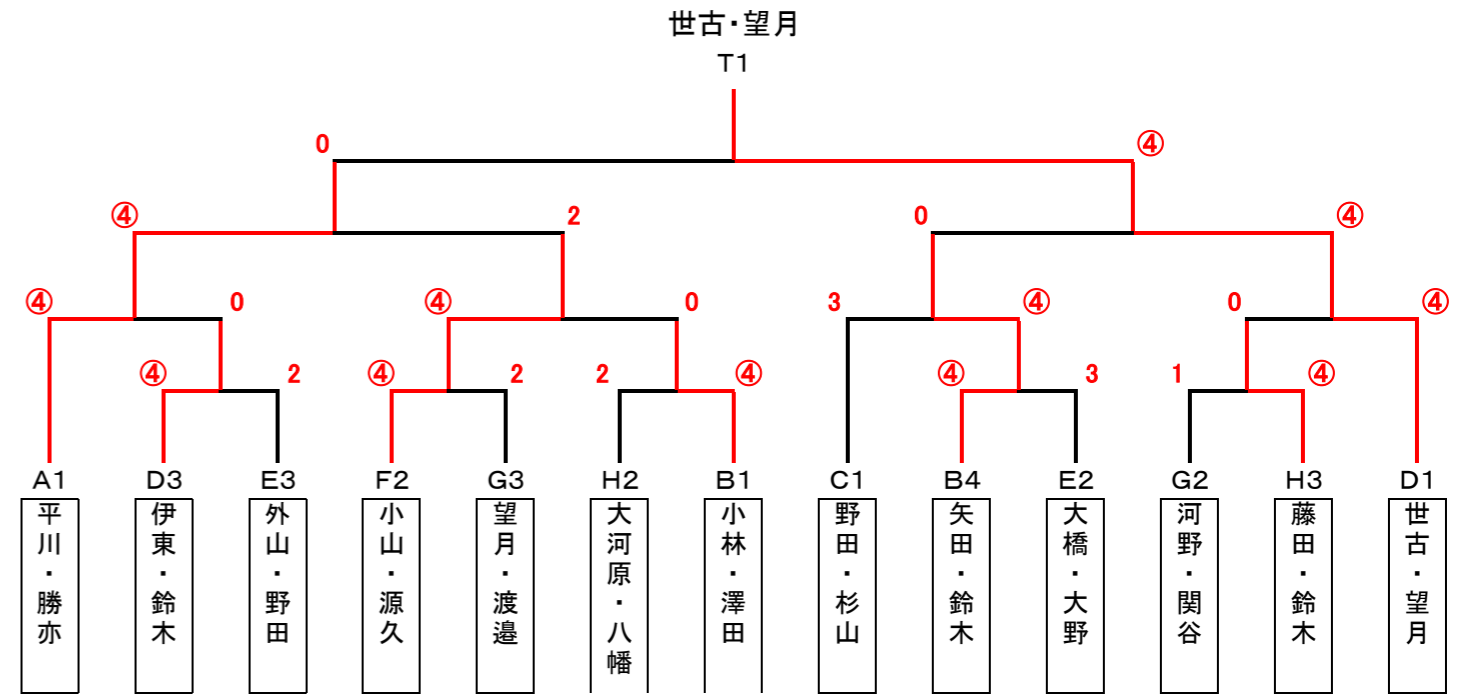 世古・望月
T1
0 ④
④ 2 0 ④
④ 0 ④ 0 3 ④ 0 ④
④ 2 ④ 2 2 ④ ④ 3 1 ④
A1 D3 E3 F2 G3 H2 B1 C1 B4 E2 G2 H3 D1
平川・勝亦
伊東・鈴木
外山・野田
小山・源久
望月・渡邉
大河原・八幡
小林・澤田
野田・杉山
矢田・鈴木
大橋・大野
河野・関谷
藤田・鈴木
世古・望月